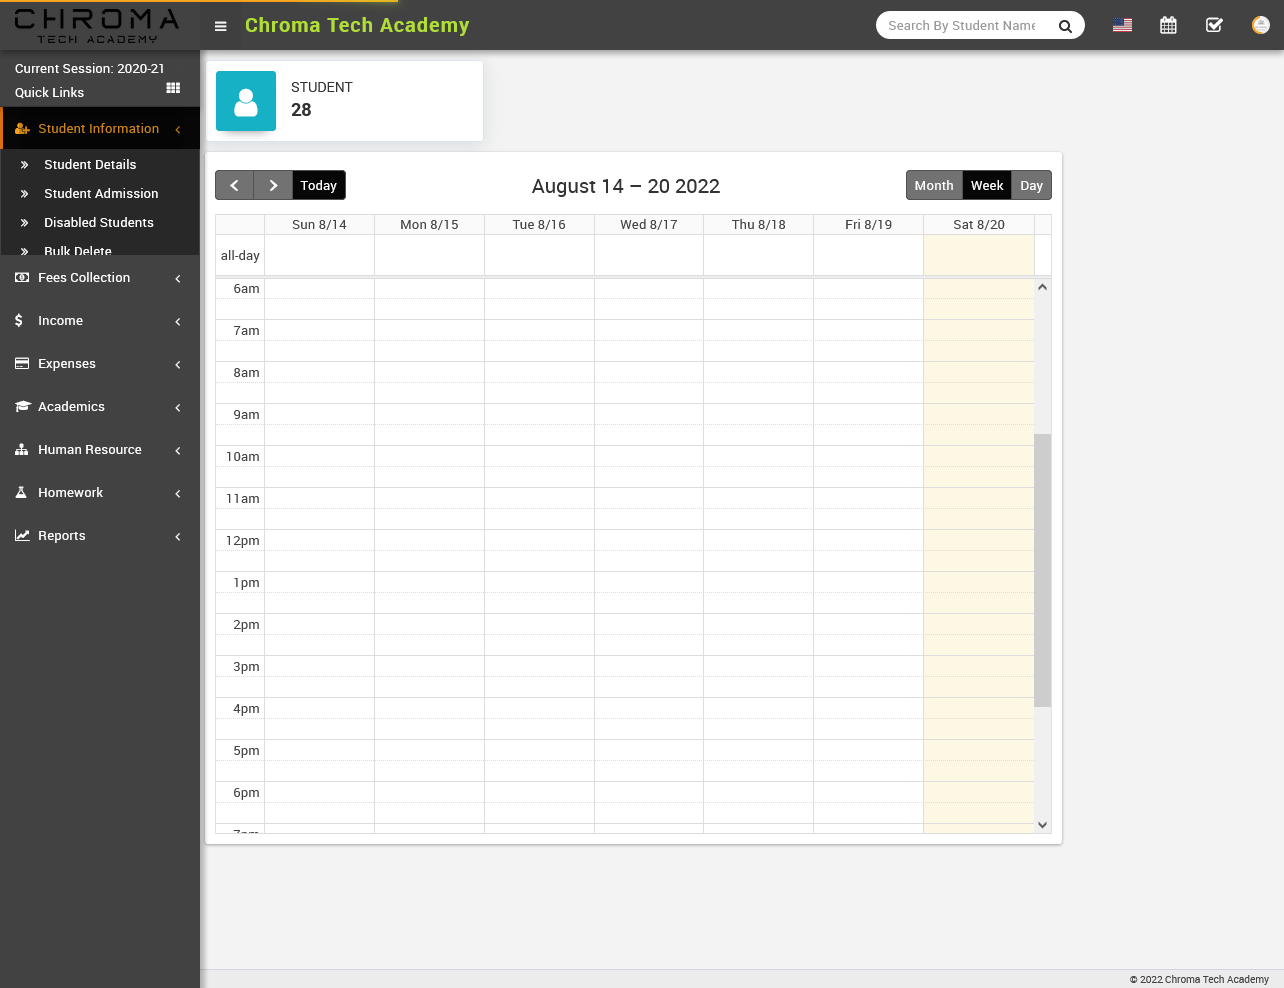 CHROMA
TECH ACADEMY
Chroma Tech Academy
Search By Student Name
Current Session: 2020-21
Quick Links
Student Information
Student Details
Student Admission
Disabled Students
Bulk Delete
Fees Collection
Income
Expenses
Academics
Human Resource
Homework
Reports
STUDENT
28
Today
August 14 – 20 2022
Month Week Day
Sun 8/14 Mon 8/15 Tue 8/16 Wed 8/17 Thu 8/18 Fri 8/19 Sat 8/20
all-day
6am
7am
8am
9am
10am
11am
12pm
1pm
2pm
3pm
4pm
5pm
6pm
7pm
© 2022 Chroma Tech Academy